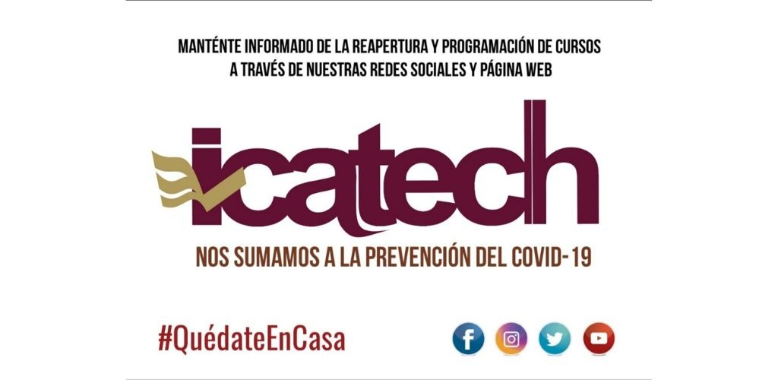 MANTÉNTE INFORMADO DE LA REAPERTURA Y PROGRAMACIÓN DE CURSOS
A TRAVÉS DE NUESTRAS REDES SOCIALES Y PÁGINA WEB
icatech
NOS SUMAMOS A LA PREVENCIÓN DEL COVID-19
#QuédateEnCasa